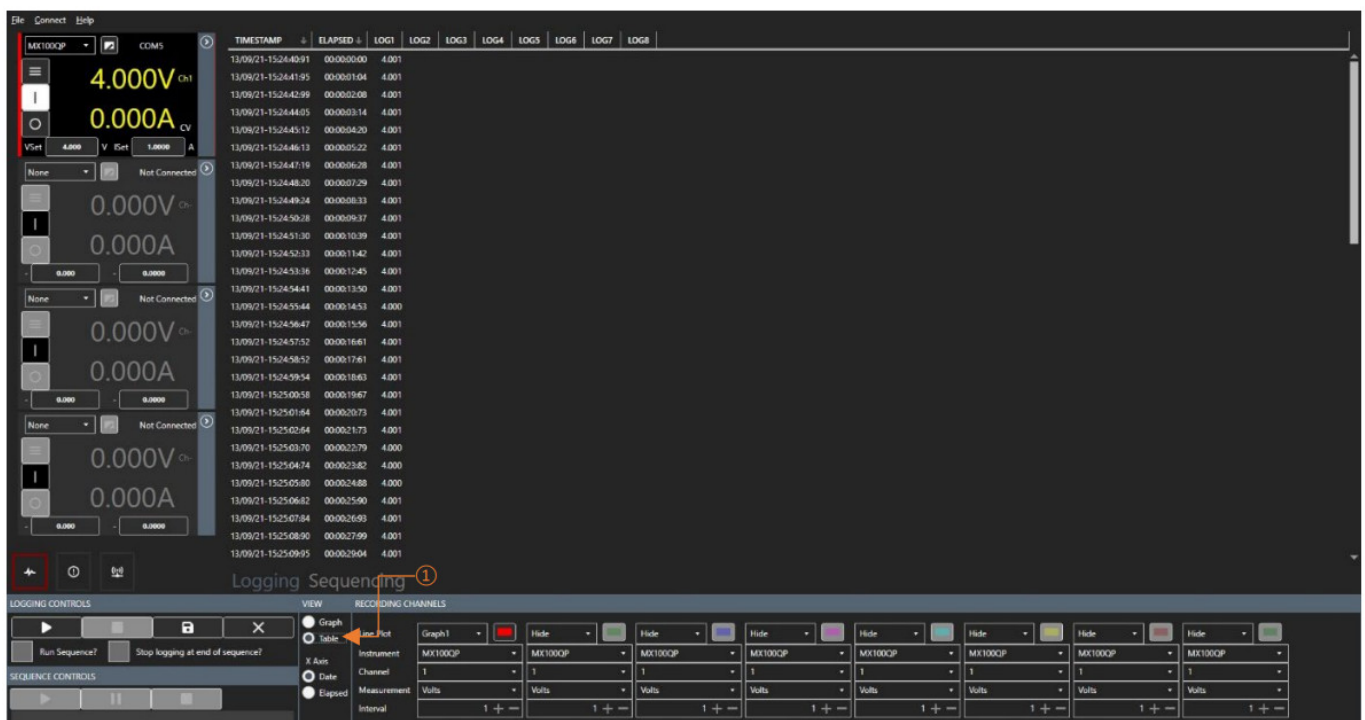 File Connect Help
MX100QP COM5
4.000V Ch1
0.000A CV
VSet 4.000 V ISet 1.0000 A
None Not Connected
0.000V Ch-
0.000A
- 0.000 - 0.0000
None Not Connected
0.000V Ch-
0.000A
- 0.000 - 0.0000
None Not Connected
0.000V Ch-
0.000A
- 0.000 - 0.0000
TIMESTAMP ELAPSED LOG1 LOG2 LOG3 LOG4 LOG5 LOG6 LOG7 LOG8
13/09/21-15:24:40:91 00:00:00:00 4.001
13/09/21-15:24:41:95 00:00:01:04 4.001
13/09/21-15:24:42:99 00:00:02:08 4.001
13/09/21-15:24:44:05 00:00:03:14 4.001
13/09/21-15:24:45:12 00:00:04:20 4.001
13/09/21-15:24:46:13 00:00:05:22 4.001
13/09/21-15:24:47:19 00:00:06:28 4.001
13/09/21-15:24:48:20 00:00:07:29 4.001
13/09/21-15:24:49:24 00:00:08:33 4.001
13/09/21-15:24:50:28 00:00:09:37 4.001
13/09/21-15:24:51:30 00:00:10:39 4.001
13/09/21-15:24:52:33 00:00:11:42 4.001
13/09/21-15:24:53:36 00:00:12:45 4.001
13/09/21-15:24:54:41 00:00:13:50 4.001
13/09/21-15:24:55:44 00:00:14:53 4.000
13/09/21-15:24:56:47 00:00:15:56 4.001
13/09/21-15:24:57:52 00:00:16:61 4.001
13/09/21-15:24:58:52 00:00:17:61 4.001
13/09/21-15:24:59:54 00:00:18:63 4.001
13/09/21-15:25:00:58 00:00:19:67 4.001
13/09/21-15:25:01:64 00:00:20:73 4.001
13/09/21-15:25:02:64 00:00:21:73 4.001
13/09/21-15:25:03:70 00:00:22:79 4.000
13/09/21-15:25:04:74 00:00:23:82 4.000
13/09/21-15:25:05:80 00:00:24:88 4.000
13/09/21-15:25:06:82 00:00:25:90 4.001
13/09/21-15:25:07:84 00:00:26:93 4.001
13/09/21-15:25:08:90 00:00:27:99 4.001
13/09/21-15:25:09:95 00:00:29:04 4.001
Logging Sequencing
1
LOGGING CONTROLS
Run Sequence? Stop logging at end of sequence?
SEQUENCE CONTROLS
VIEW
Graph
Table
X Axis
Date
Elapsed
RECORDING CHANNELS
Line Plot Graph1 Hide Hide Hide Hide Hide Hide Hide
Instrument MX100QP MX100QP MX100QP MX100QP MX100QP MX100QP MX100QP MX100QP
Channel 1 1 1 1 1 1 1 1
Measurement Volts Volts Volts Volts Volts Volts Volts Volts
Interval 1 + − 1 + − 1 + − 1 + − 1 + − 1 + − 1 + − 1 + −